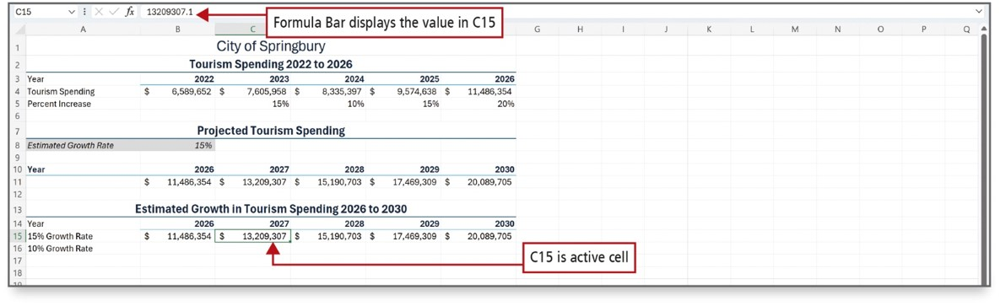 C15 fx 13209307.1
Formula Bar displays the value in C15
A B C G H I J K L M N O P Q
1 City of Springbury
2 Tourism Spending 2022 to 2026
3 Year 2022 2023 2024 2025 2026
4 Tourism Spending $ 6,589,652 $ 7,605,958 $ 8,335,397 $ 9,574,638 $ 11,486,354
5 Percent Increase 15% 10% 15% 20%
6
7 Projected Tourism Spending
8 Estimated Growth Rate 15%
9
10 Year 2026 2027 2028 2029 2030
11 $ 11,486,354 $ 13,209,307 $ 15,190,703 $ 17,469,309 $ 20,089,705
12
13 Estimated Growth in Tourism Spending 2026 to 2030
14 Year 2026 2027 2028 2029 2030
15 15% Growth Rate $ 11,486,354 $ 13,209,307 $ 15,190,703 $ 17,469,309 $ 20,089,705
16 10% Growth Rate
C15 is active cell
17
18